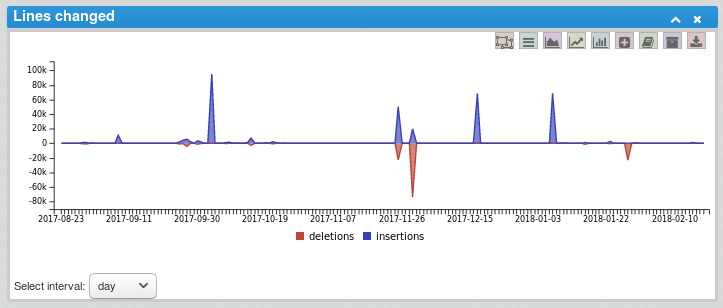 Lines changed
100k
80k
60k
40k
20k
0
-20k
-40k
-60k
-80k
2017-08-23 2017-09-11 2017-09-30 2017-10-19 2017-11-07 2017-11-26 2017-12-15 2018-01-03 2018-01-22 2018-02-10
deletions insertions
Select interval: day